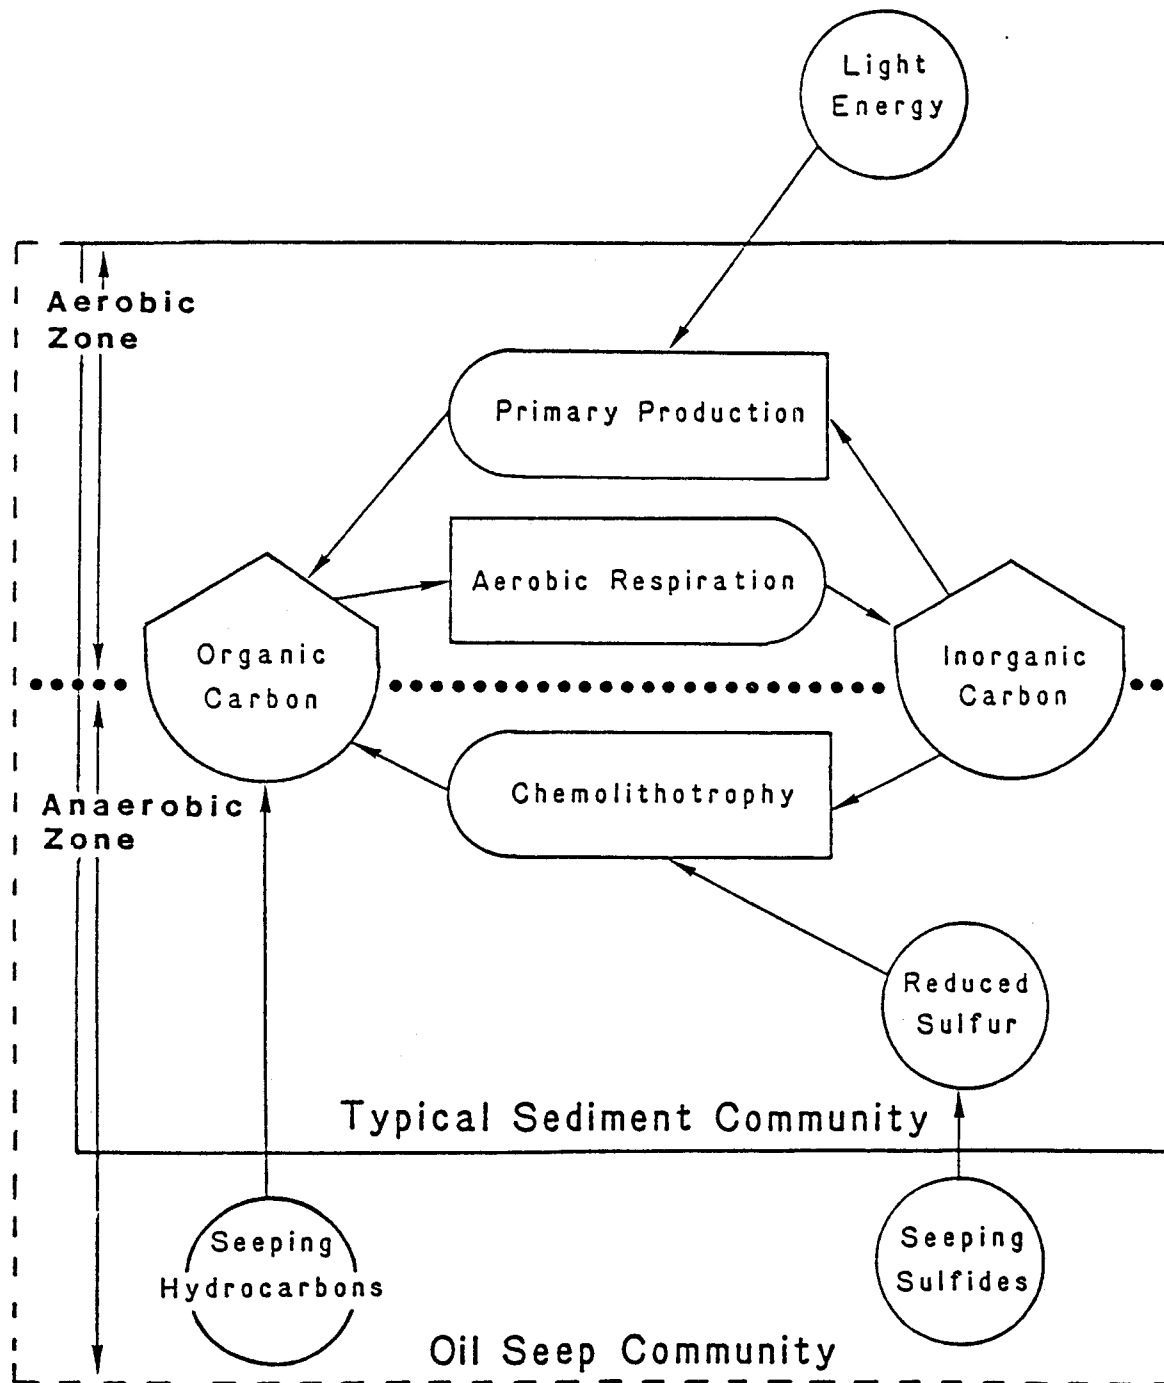 Light
Energy
Aerobic
Zone
Primary Production
Aerobic Respiration
Organic
Carbon
Inorganic
Carbon
Chemolithotrophy
Anaerobic
Zone
Reduced
Sulfur
Typical Sediment Community
Seeping
Hydrocarbons
Seeping
Sulfides
Oil Seep Community